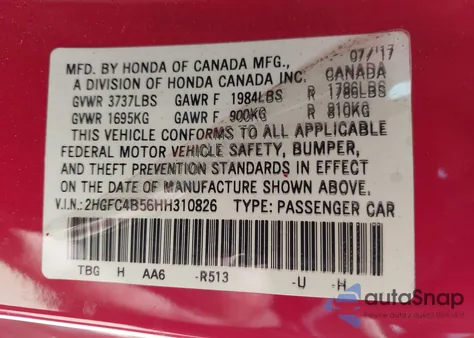 MFD. BY HONDA OF CANADA MFG., 07/'17
A DIVISION OF HONDA CANADA INC. CANADA
GVWR 3737LBS GAWR F 1984LBS R 1786LBS
GVWR 1695KG GAWR F 900KG R 810KG
THIS VEHICLE CONFORMS TO ALL APPLICABLE
FEDERAL MOTOR VEHICLE SAFETY, BUMPER,
AND THEFT PREVENTION STANDARDS IN EFFECT
ON THE DATE OF MANUFACTURE SHOWN ABOVE.
V.I.N.: 2HGFC4B56HH310826 TYPE: PASSENGER CAR
TBG H AA6 -R513 -U -H
autaSnap